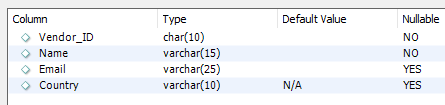 Column Type Default Value Nullable
Vendor_ID char(10) NO
Name varchar(15) NO
Email varchar(25) YES
Country varchar(10) N/A YES